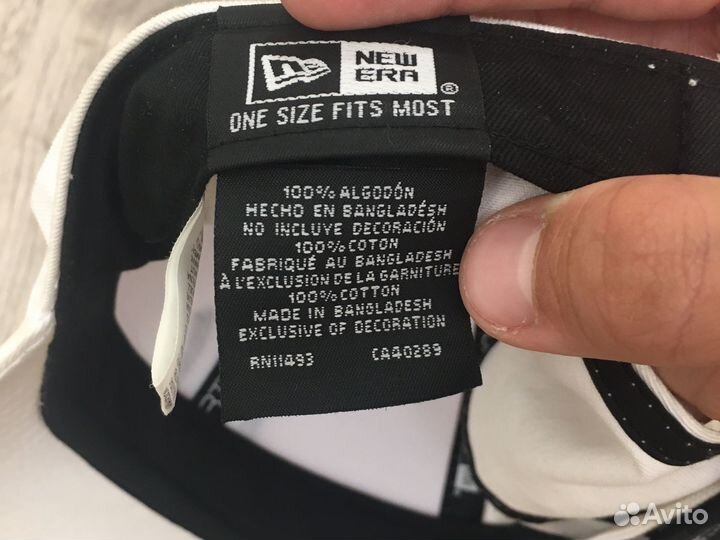 NEW
ERA®
ONE SIZE FITS MOST
100% ALGODÓN
HECHO EN BANGLADÉSH
NO INCLUYE DECORACIÓN
100% COTON
FABRIQUÉ AU BANGLADESH
À L'EXCLUSION DE LA GARNITURE
100% COTTON
MADE IN BANGLADESH
EXCLUSIVE OF DECORATION
RN11493 CA40289
Avito